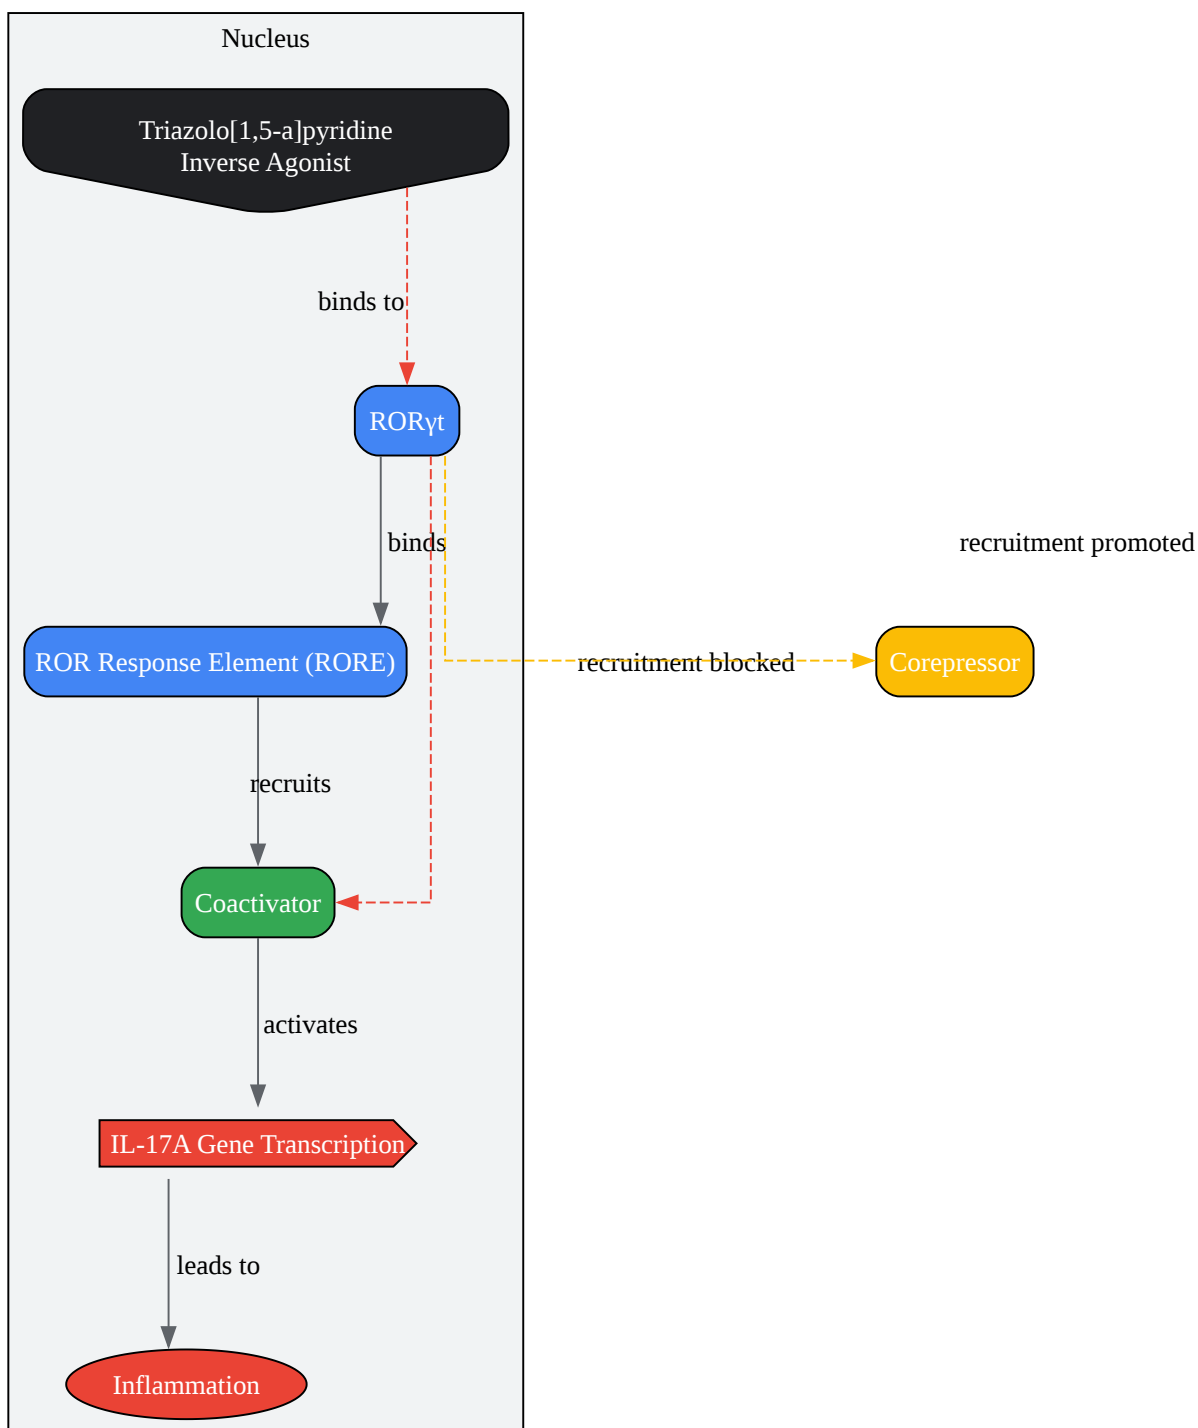 Nucleus
Triazolo[1,5-a]pyridine
Inverse Agonist
binds to
RORγt
binds
recruitment promoted
ROR Response Element (RORE)
recruitment blocked
Corepressor
recruits
Coactivator
activates
IL-17A Gene Transcription
leads to
Inflammation